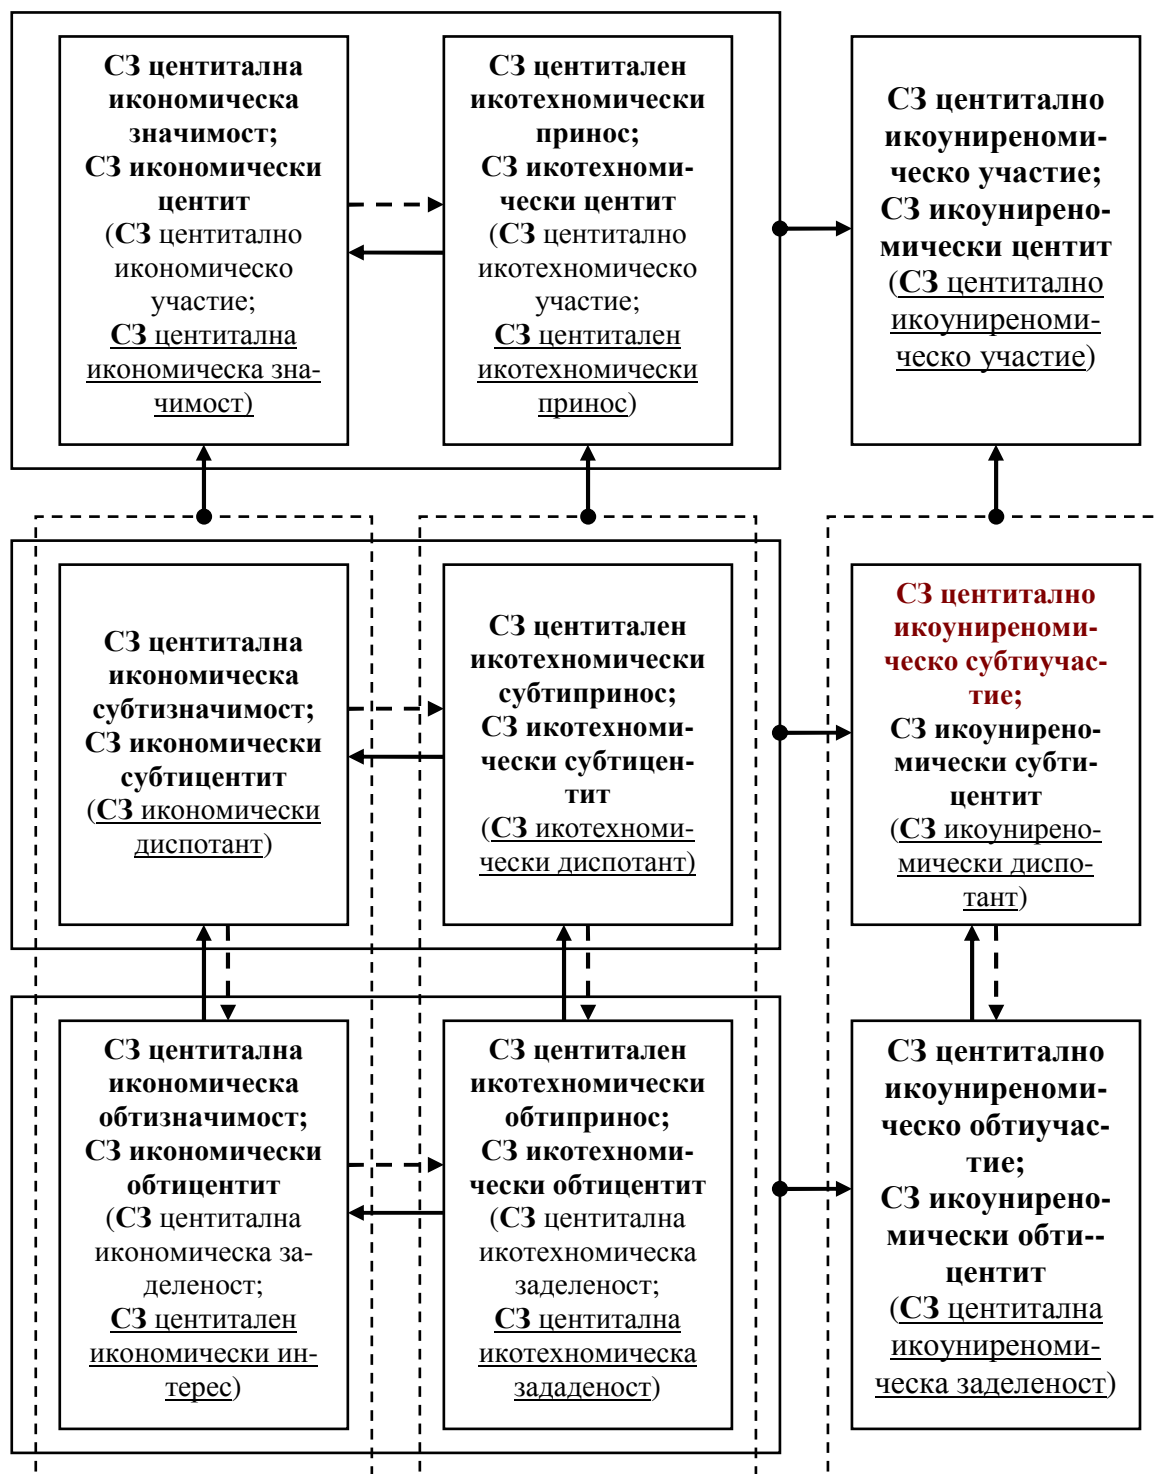 СЗ центитална
икономическа
значимост;
СЗ икономически
центит
(СЗ центитално
икономическо
участие;
СЗ центитална
икономическа зна-
чимост)
СЗ центитален
икотехномически
принос;
СЗ икотехноми-
чески центит
(СЗ центитално
икотехномическо
участие;
СЗ центитален
икотехномически
принос)
СЗ центитално
икоуниреноми-
ческо участие;
СЗ икоунирено-
мически центит
(СЗ центитално
икоуниреноми-
ческо участие)
СЗ центитална
икономическа
субтизначимост;
СЗ икономически
субтицентит
(СЗ икономически
диспотант)
СЗ центитален
икотехномически
субтипринос;
СЗ икотехноми-
чески субтицен-
тит
(СЗ икотехноми-
чески диспотант)
СЗ центитално
икоуниреноми-
ческо субтиучас-
тие;
СЗ икоунирено-
мически субти-
центит
(СЗ икоунирено-
мически диспо-
тант)
СЗ центитална
икономическа
обтизначимост;
СЗ икономически
обтицентит
(СЗ центитална
икономическа за-
деленост;
СЗ центитален
икономически ин-
терес)
СЗ центитален
икотехномически
обтипринос;
СЗ икотехноми-
чески обтицентит
(СЗ центитална
икотехномическа
заделеност;
СЗ центитална
икотехномическа
зададеност)
СЗ центитално
икоуниреноми-
ческо обтиучас-
тие;
СЗ икоунирено-
мически обти--
центит
(СЗ центитална
икоуниреноми-
ческа заделеност)